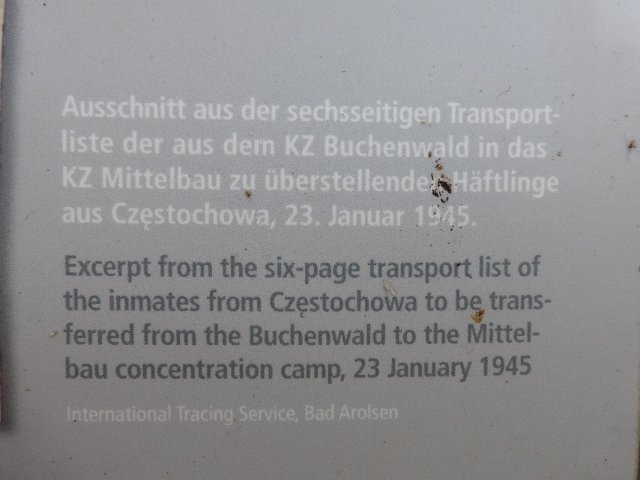 Ausschnitt aus der sechsseitigen Transport-
liste der aus dem KZ Buchenwald in das
KZ Mittelbau zu überstellenden Häftlinge
aus Częstochowa, 23. Januar 1945.
Excerpt from the six-page transport list of
the inmates from Częstochowa to be trans-
ferred from the Buchenwald to the Mittel-
bau concentration camp, 23 January 1945
International Tracing Service, Bad Arolsen